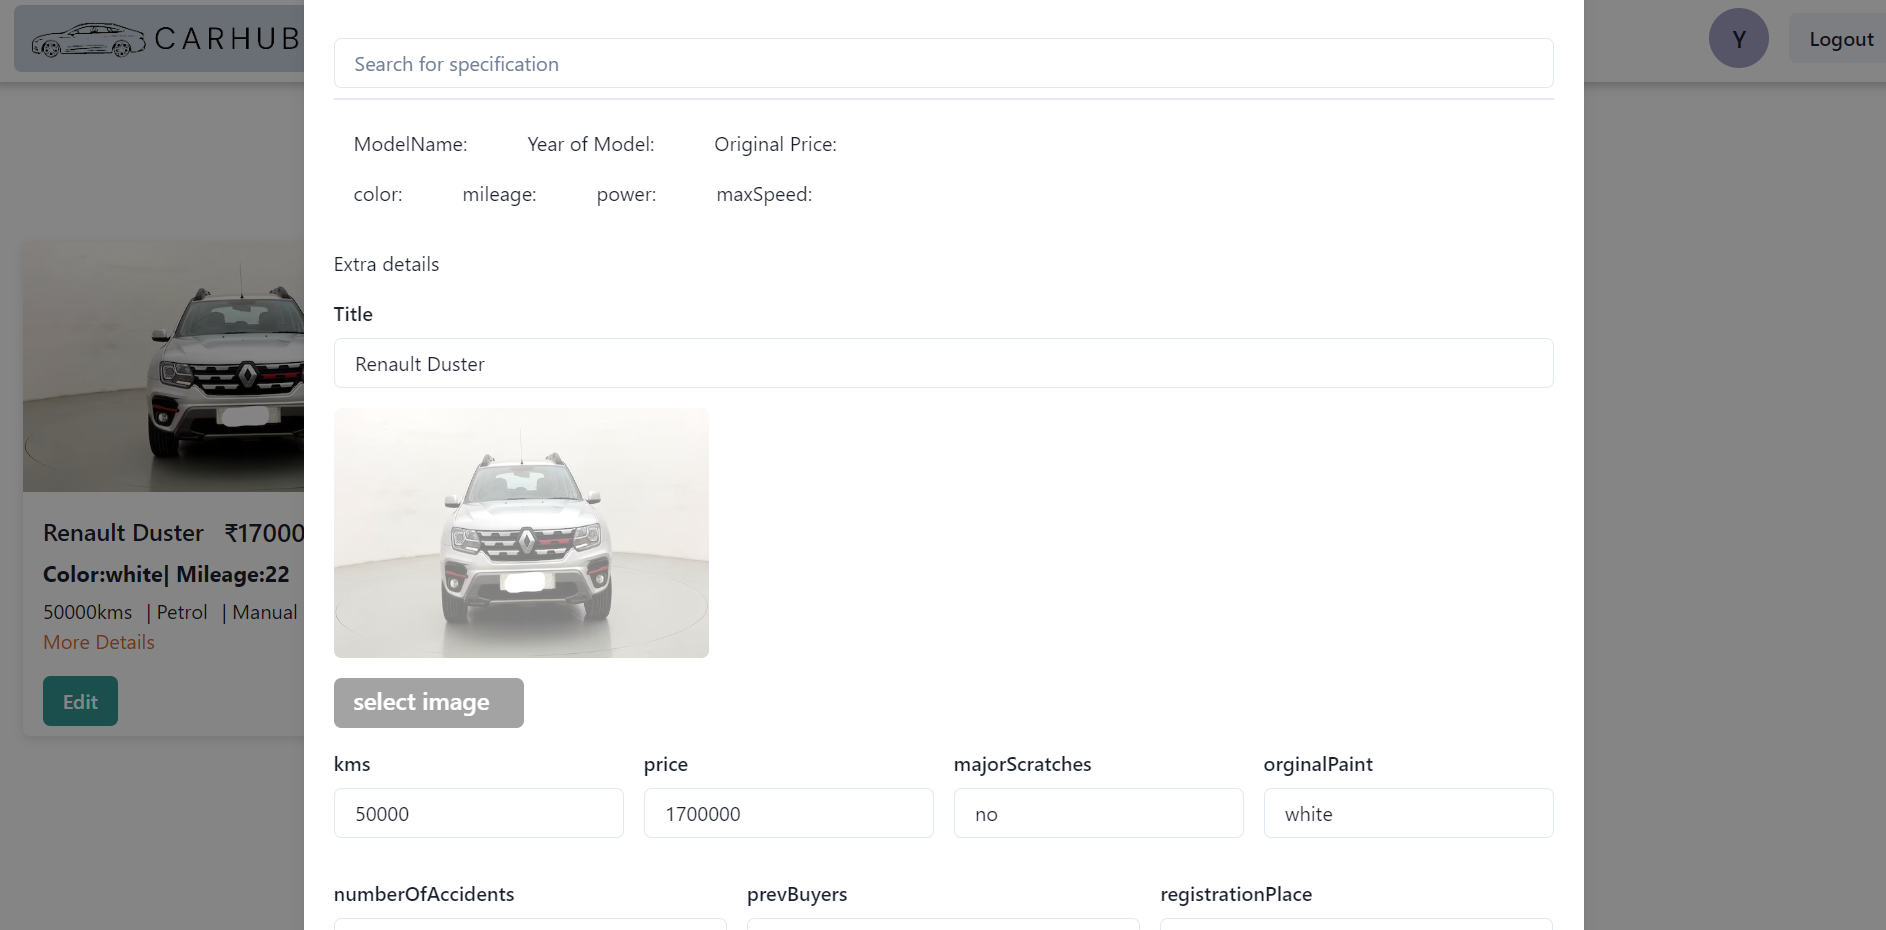 CARHUB
Y
Logout
Search for specification
ModelName: Year of Model: Original Price:
color: mileage: power: maxSpeed:
Extra details
Title
Renault Duster
select image
kms price majorScratches orginalPaint
50000 1700000 no white
numberOfAccidents prevBuyers registrationPlace
Renault Duster ₹17000
Color:white| Mileage:22
50000kms | Petrol | Manual
More Details
Edit